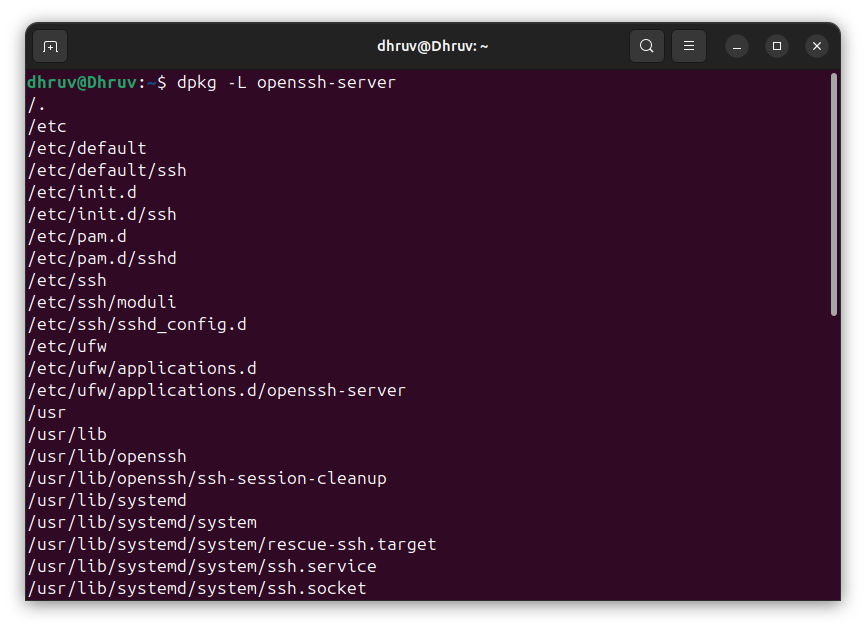 dhruv@Dhruv: ~
dhruv@Dhruv:~$ dpkg -L openssh-server
/.
/etc
/etc/default
/etc/default/ssh
/etc/init.d
/etc/init.d/ssh
/etc/pam.d
/etc/pam.d/sshd
/etc/ssh
/etc/ssh/moduli
/etc/ssh/sshd_config.d
/etc/ufw
/etc/ufw/applications.d
/etc/ufw/applications.d/openssh-server
/usr
/usr/lib
/usr/lib/openssh
/usr/lib/openssh/ssh-session-cleanup
/usr/lib/systemd
/usr/lib/systemd/system
/usr/lib/systemd/system/rescue-ssh.target
/usr/lib/systemd/system/ssh.service
/usr/lib/systemd/system/ssh.socket